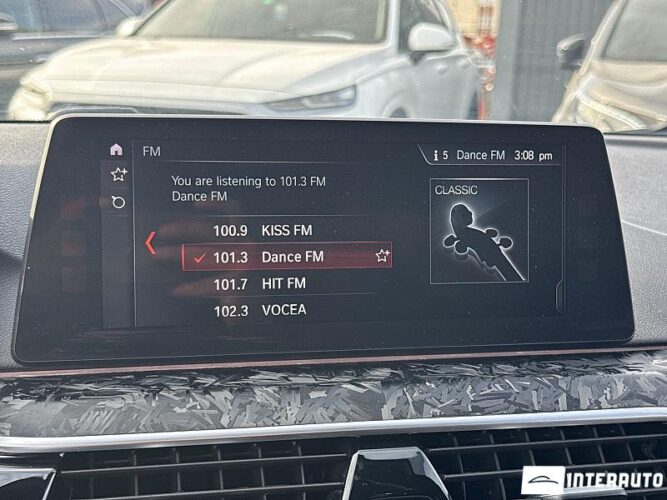 FM
i 5 Dance FM 3:08 pm
You are listening to 101.3 FM
Dance FM
CLASSIC
100.9 KISS FM
101.3 Dance FM
101.7 HIT FM
102.3 VOCEA
INTERAUTO